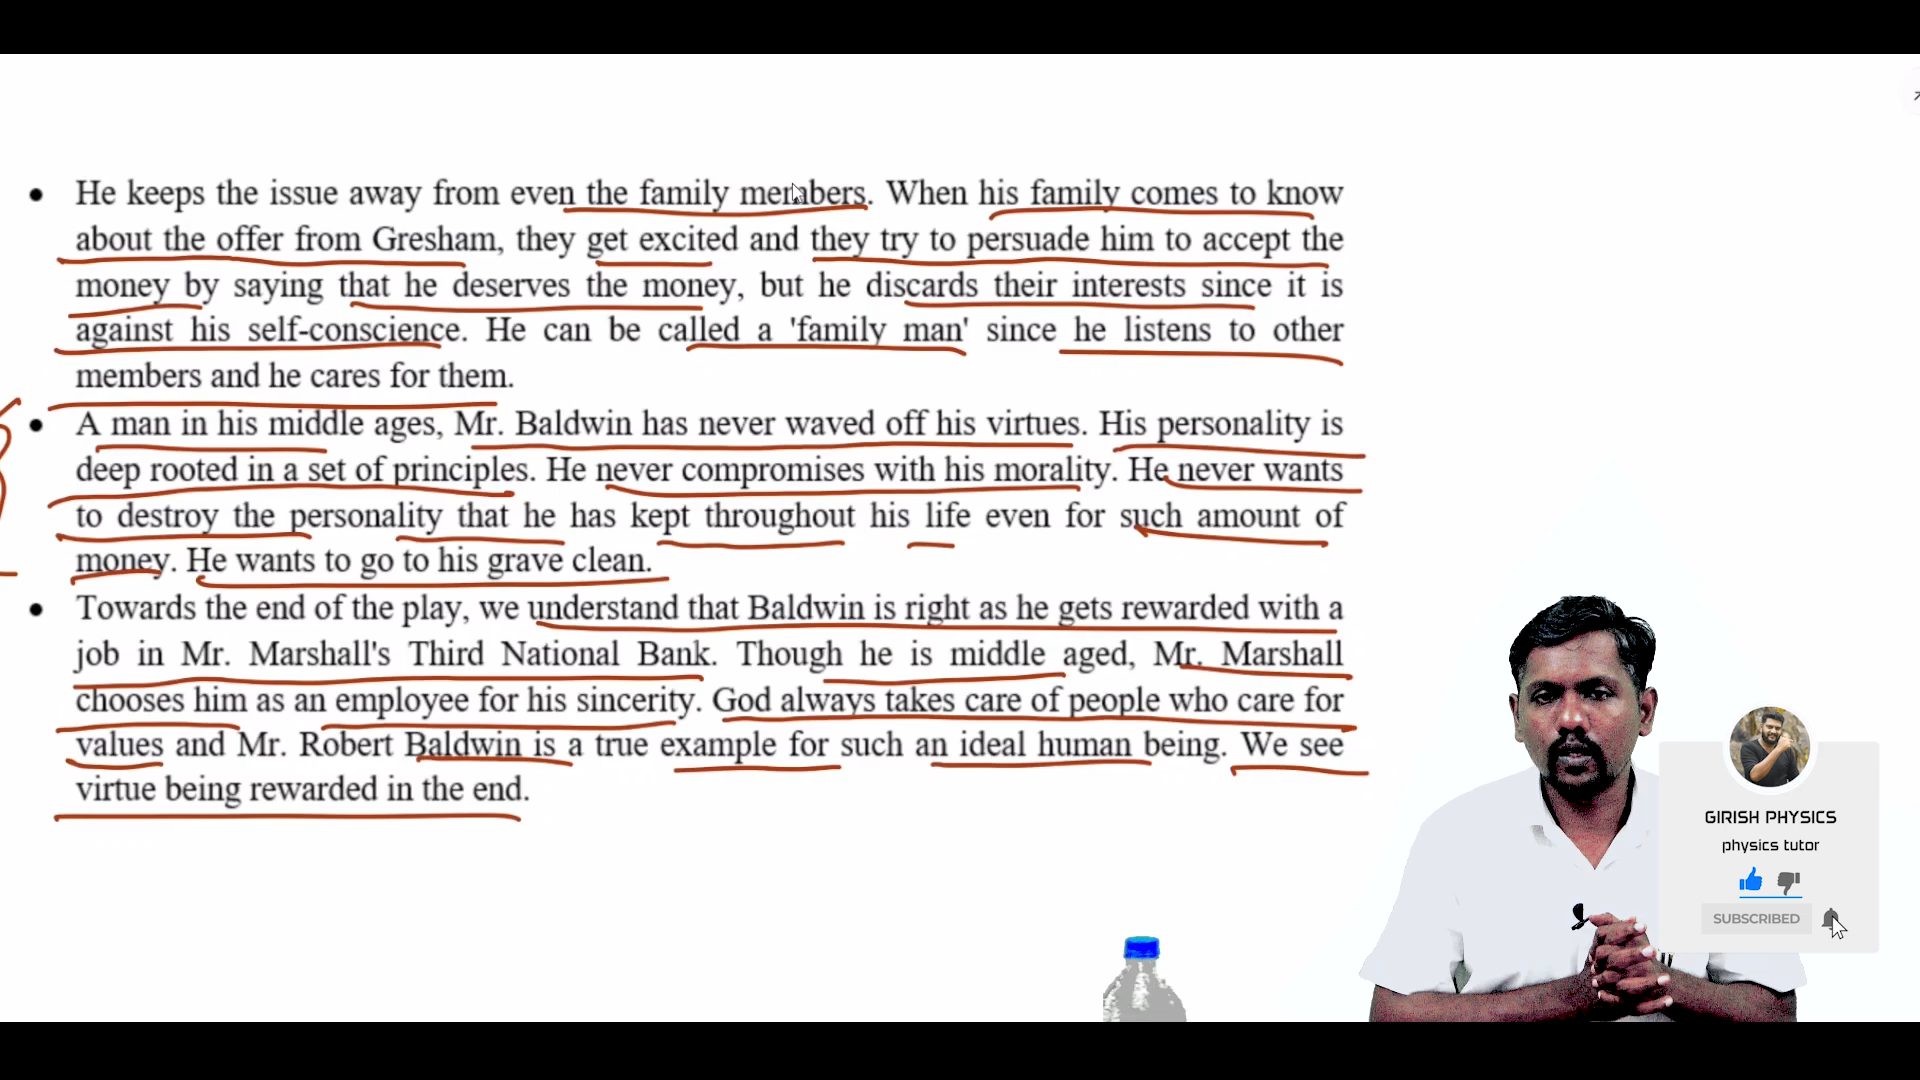 • He keeps the issue away from even the family members. When his family comes to know
about the offer from Gresham, they get excited and they try to persuade him to accept the
money by saying that he deserves the money, but he discards their interests since it is
against his self-conscience. He can be called a 'family man' since he listens to other
members and he cares for them.
• A man in his middle ages, Mr. Baldwin has never waved off his virtues. His personality is
deep rooted in a set of principles. He never compromises with his morality. He never wants
to destroy the personality that he has kept throughout his life even for such amount of
money. He wants to go to his grave clean.
• Towards the end of the play, we understand that Baldwin is right as he gets rewarded with a
job in Mr. Marshall's Third National Bank. Though he is middle aged, Mr. Marshall
chooses him as an employee for his sincerity. God always takes care of people who care for
values and Mr. Robert Baldwin is a true example for such an ideal human being. We see
virtue being rewarded in the end.
GIRISH PHYSICS
physics tutor
SUBSCRIBED